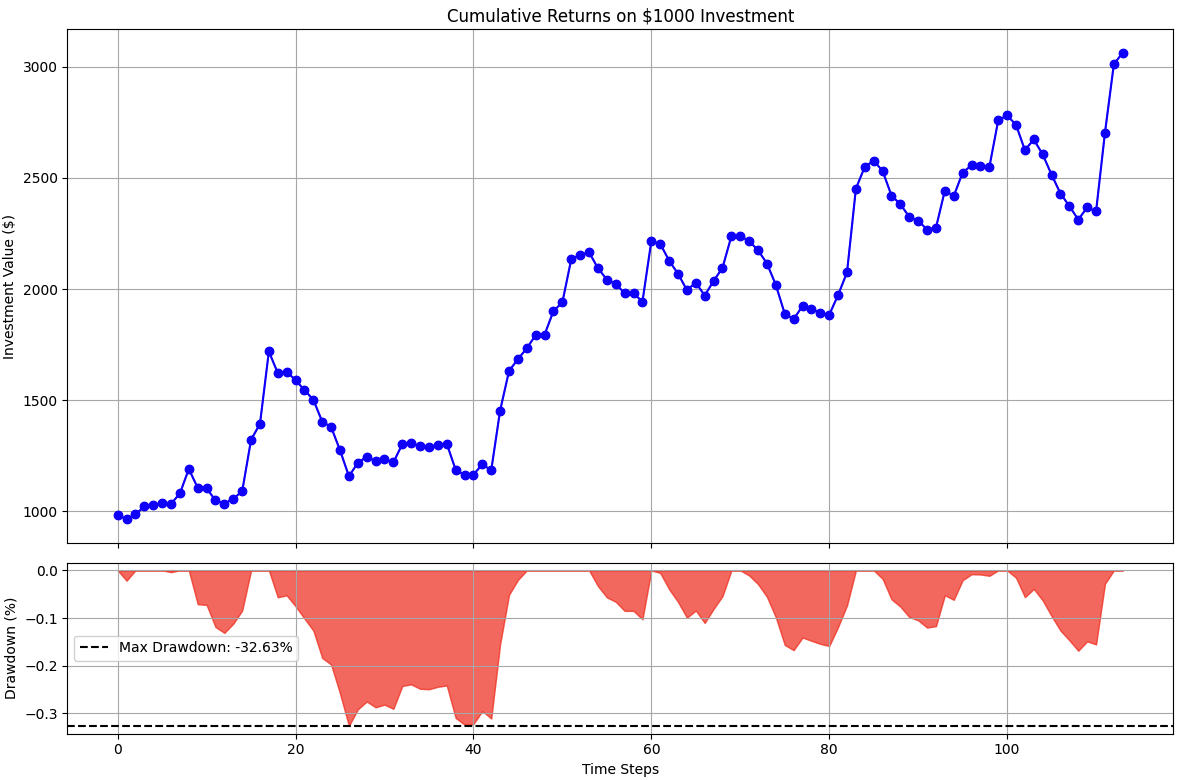 Cumulative Returns on $1000 Investment
Investment Value ($)
3000
2500
2000
1500
1000
Drawdown (%)
0.0
−0.1
−0.2
−0.3
Max Drawdown: -32.63%
0 20 40 60 80 100
Time Steps